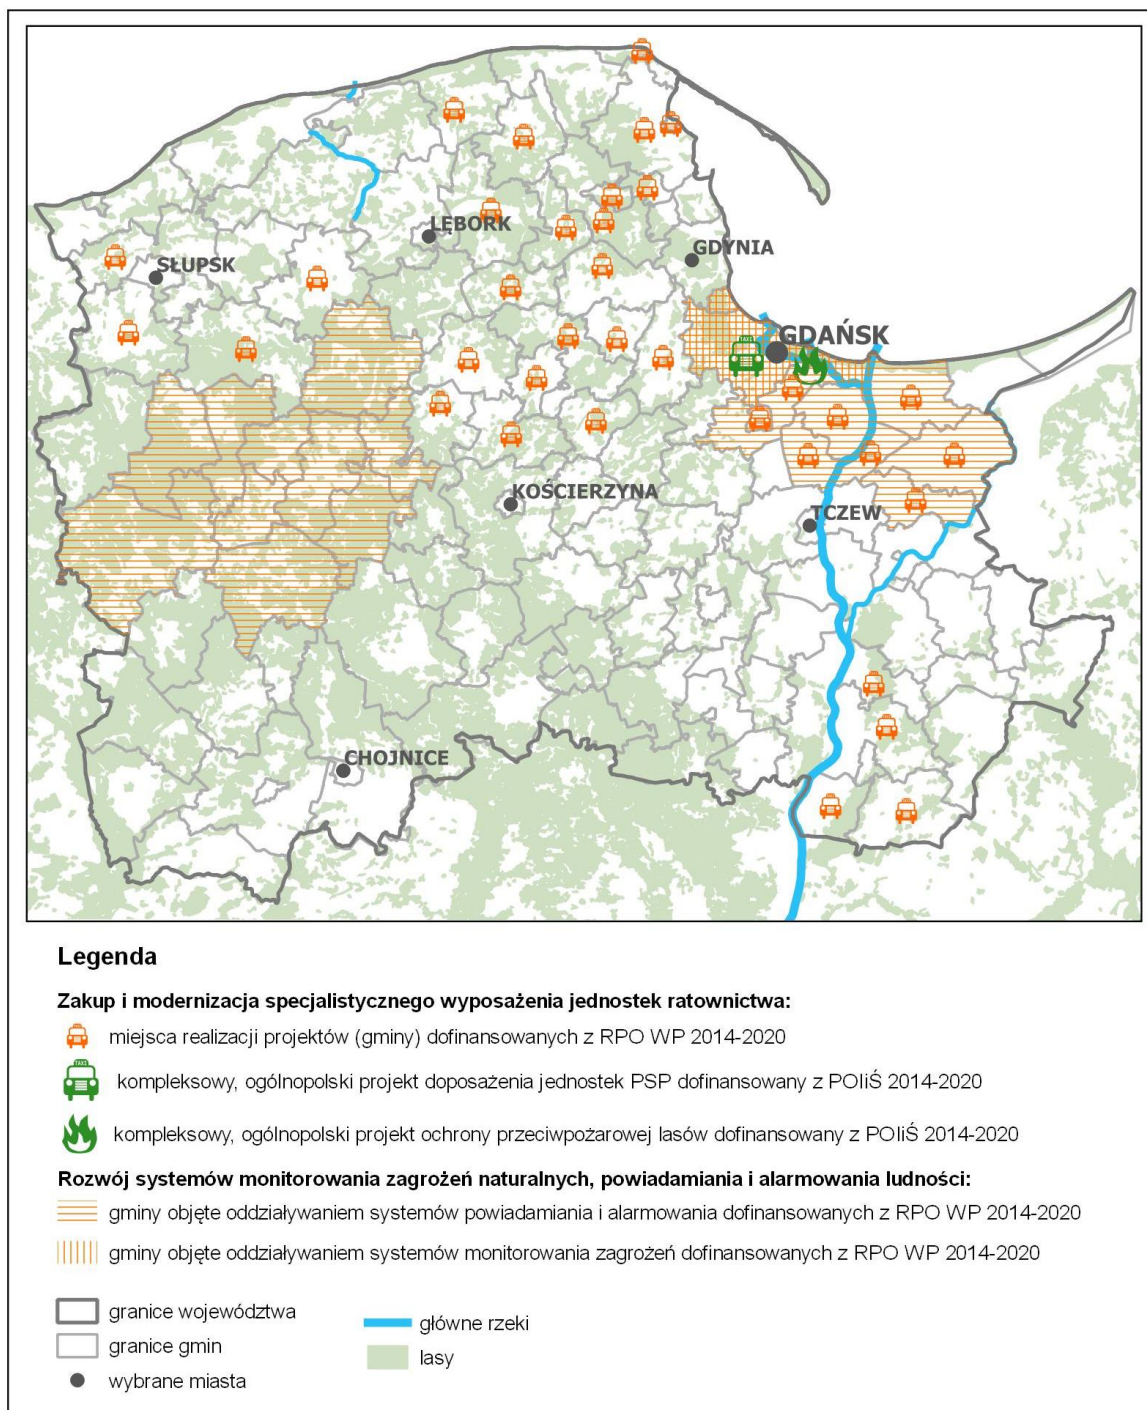 LĘBORK
GDYNIA
SŁUPSK
GDAŃSK
TAXI
KOŚCIERZYNA
TCZEW
CHOJNICE
Legenda
Zakup i modernizacja specjalistycznego wyposażenia jednostek ratownictwa:
miejsca realizacji projektów (gminy) dofinansowanych z RPO WP 2014-2020
TAXI
kompleksowy, ogólnopolski projekt doposażenia jednostek PSP dofinansowany z POIiŚ 2014-2020
kompleksowy, ogólnopolski projekt ochrony przeciwpożarowej lasów dofinansowany z POIiŚ 2014-2020
Rozwój systemów monitorowania zagrożeń naturalnych, powiadamiania i alarmowania ludności:
gminy objęte oddziaływaniem systemów powiadamiania i alarmowania dofinansowanych z RPO WP 2014-2020
gminy objęte oddziaływaniem systemów monitorowania zagrożeń dofinansowanych z RPO WP 2014-2020
granice województwa
główne rzeki
granice gmin
lasy
wybrane miasta